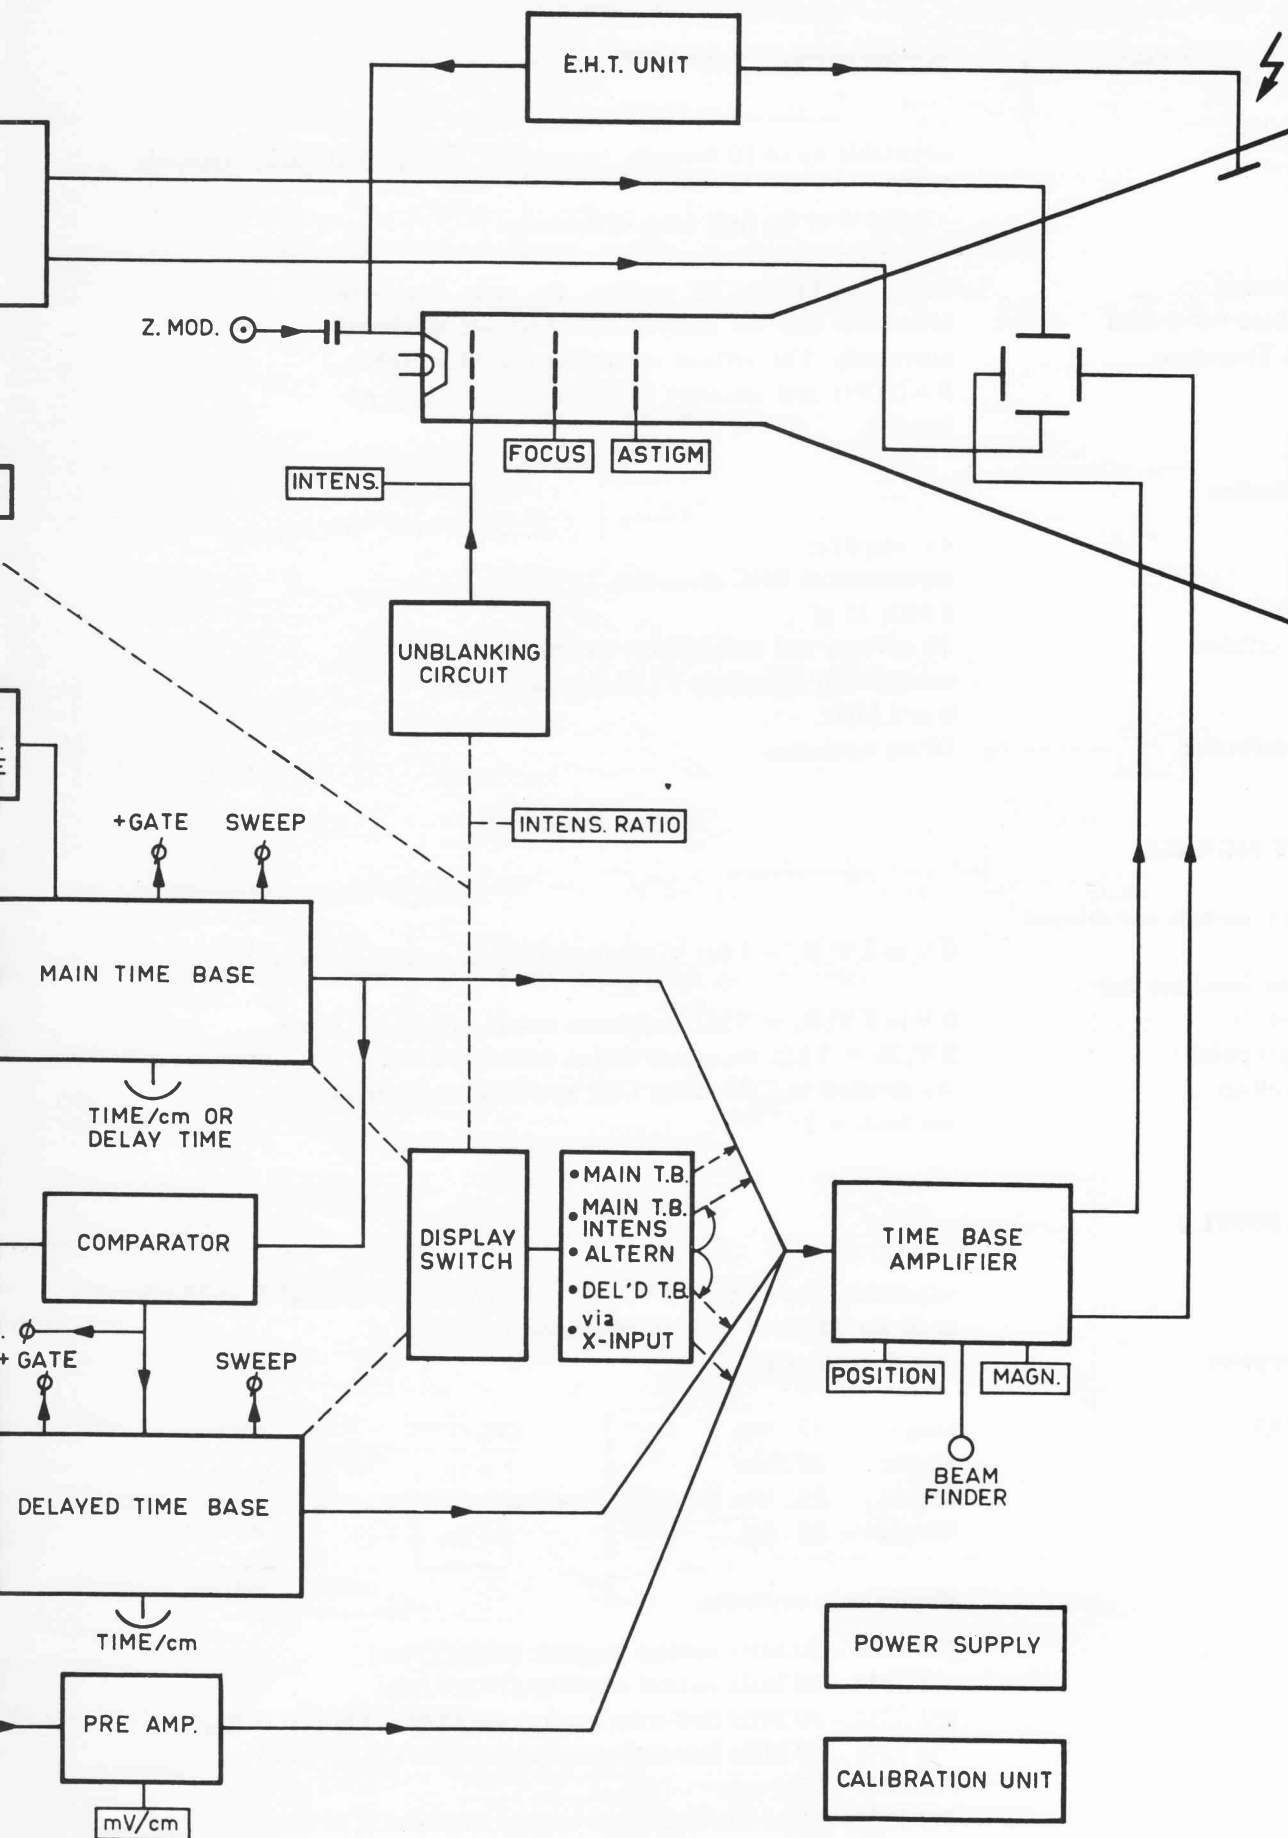 E.H.T. UNIT
Z. MOD.
FOCUS
ASTIGM
INTENS.
UNBLANKING
CIRCUIT
INTENS. RATIO
+GATE
SWEEP
MAIN TIME BASE
TIME/cm OR
DELAY TIME
COMPARATOR
DISPLAY
SWITCH
MAIN T.B.
MAIN T.B.
INTENS
ALTERN
DEL'D T.B.
via
X-INPUT
TIME BASE
AMPLIFIER
POSITION
MAGN.
BEAM
FINDER
+ GATE
SWEEP
DELAYED TIME BASE
TIME/cm
PRE AMP.
mV/cm
POWER SUPPLY
CALIBRATION UNIT